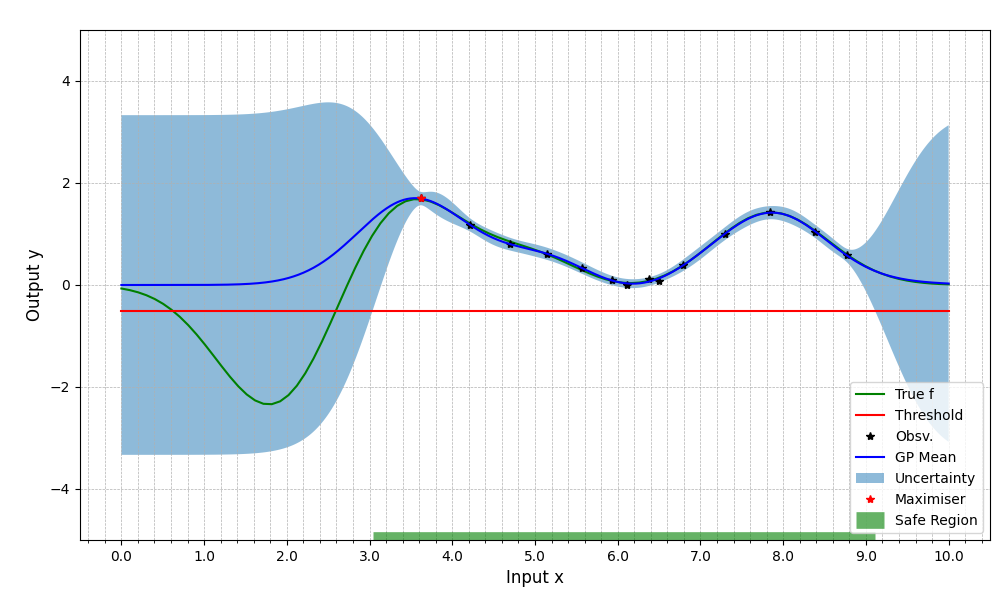 4
2
0
−2
−4
Output y
0.0 1.0 2.0 3.0 4.0 5.0 6.0 7.0 8.0 9.0 10.0
Input x
True f
Threshold
Obsv.
GP Mean
Uncertainty
Maximiser
Safe Region